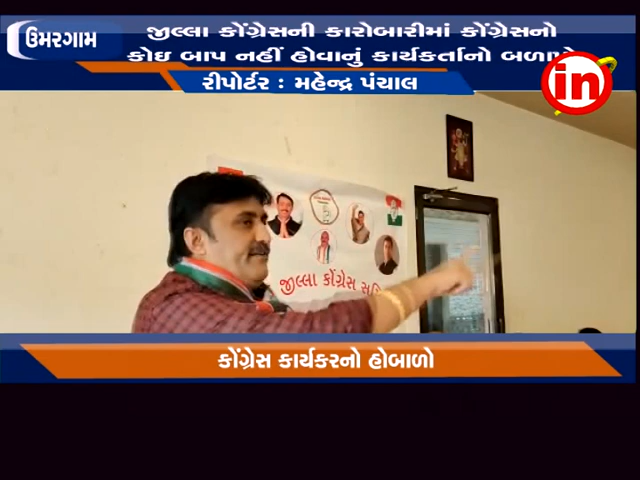 ઉમરગામ
જીલ્લા કોંગ્રેસની કારોબારીમાં કોંગ્રેસનો
કોઇ બાપ નહીં હોવાનું કાર્યકર્તાનો
રીપોર્ટર : મહેન્દ્ર પંચાલ
in
જીલ્લા કોંગ્રેસ
કોંગ્રેસ કાર્યકરનો હોબાળો